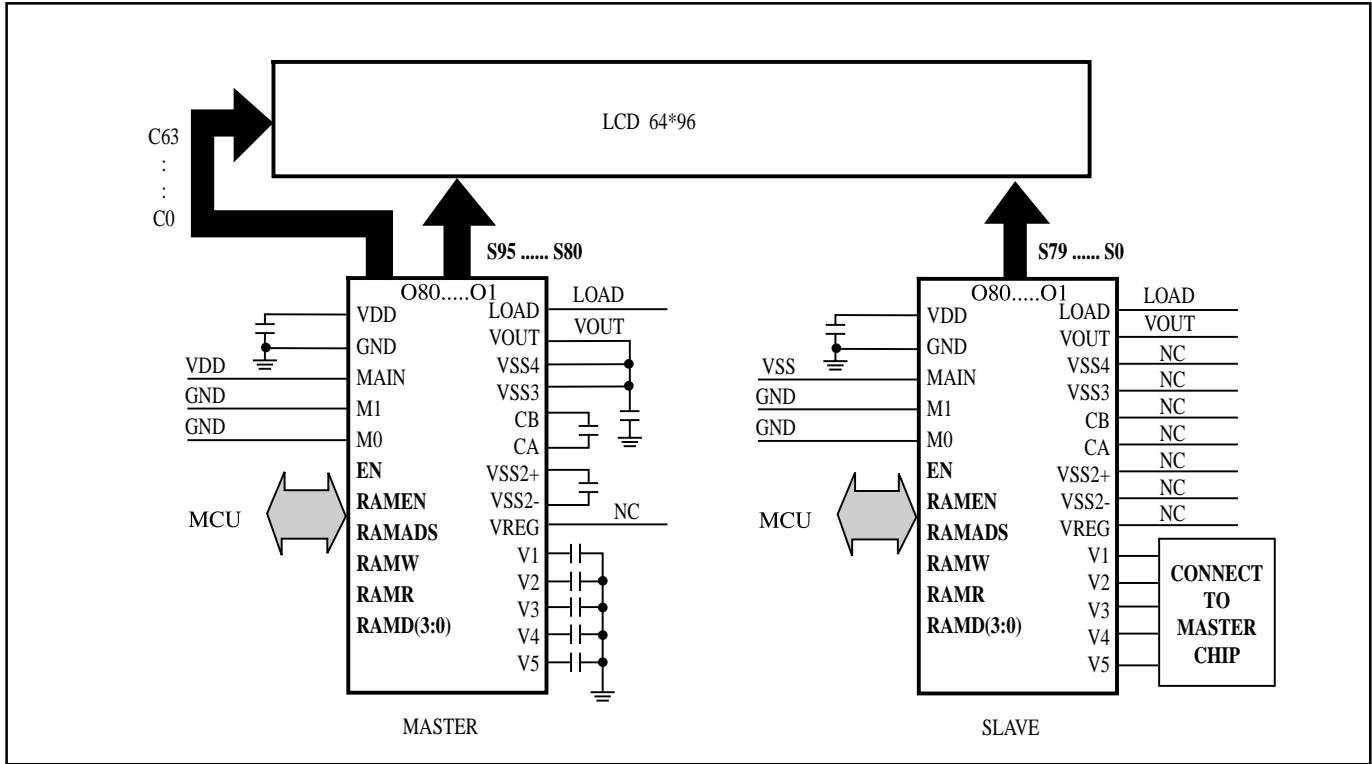 LCD 64*96
C63
:
:
C0
S95 ...... S80
S79 ...... S0
O80.....O1
VDD
GND
MAIN
M1
M0
EN
RAMEN
RAMADS
RAMW
RAMR
RAMD(3:0)
LOAD
VOUT
VSS4
VSS3
CB
CA
VSS2+
VSS2-
VREG
V1
V2
V3
V4
V5
VDD
GND
GND
MCU
LOAD
VOUT
NC
MASTER
O80.....O1
VDD
GND
MAIN
M1
M0
EN
RAMEN
RAMADS
RAMW
RAMR
RAMD(3:0)
LOAD
VOUT
VSS4
VSS3
CB
CA
VSS2+
VSS2-
VREG
V1
V2
V3
V4
V5
VSS
GND
GND
MCU
LOAD
VOUT
NC
NC
NC
NC
NC
NC
NC
CONNECT
TO
MASTER
CHIP
SLAVE